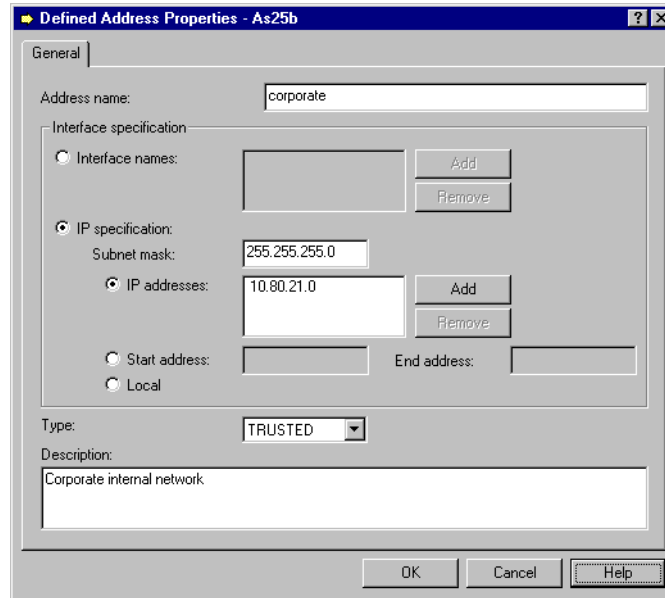 Defined Address Properties - As25b
General
Address name: corporate
Interface specification
Interface names: Add
Remove
IP specification:
Subnet mask: 255.255.255.0
IP addresses: 10.80.21.0 Add
Remove
Start address: End address:
Local
Type: TRUSTED
Description:
Corporate internal network
OK Cancel Help